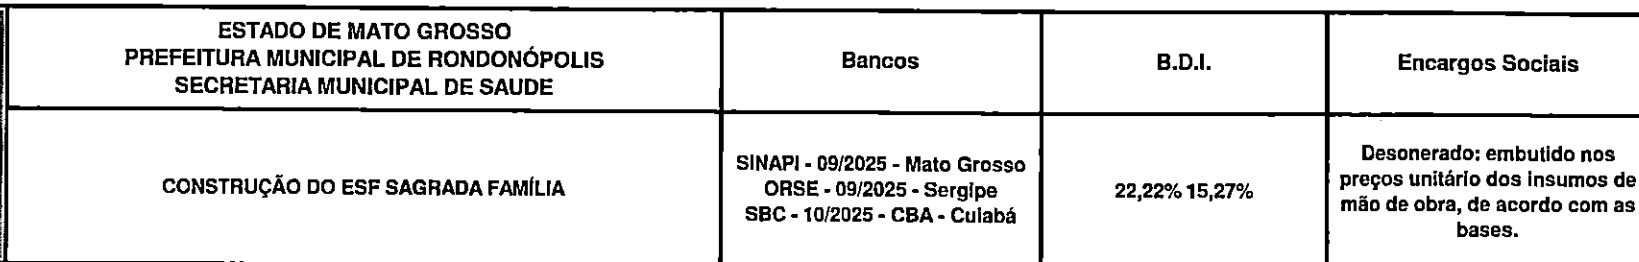 ESTADO DE MATO GROSSO
PREFEITURA MUNICIPAL DE RONDONÓPOLIS
SECRETARIA MUNICIPAL DE SAUDE
Bancos
B.D.I.
Encargos Sociais
CONSTRUÇÃO DO ESF SAGRADA FAMÍLIA
SINAPI - 09/2025 - Mato Grosso
ORSE - 09/2025 - Sergipe
SBC - 10/2025 - CBA - Cuiabá
22,22% 15,27%
Desonerado: embutido nos
preços unitário dos insumos de
mão de obra, de acordo com as
bases.